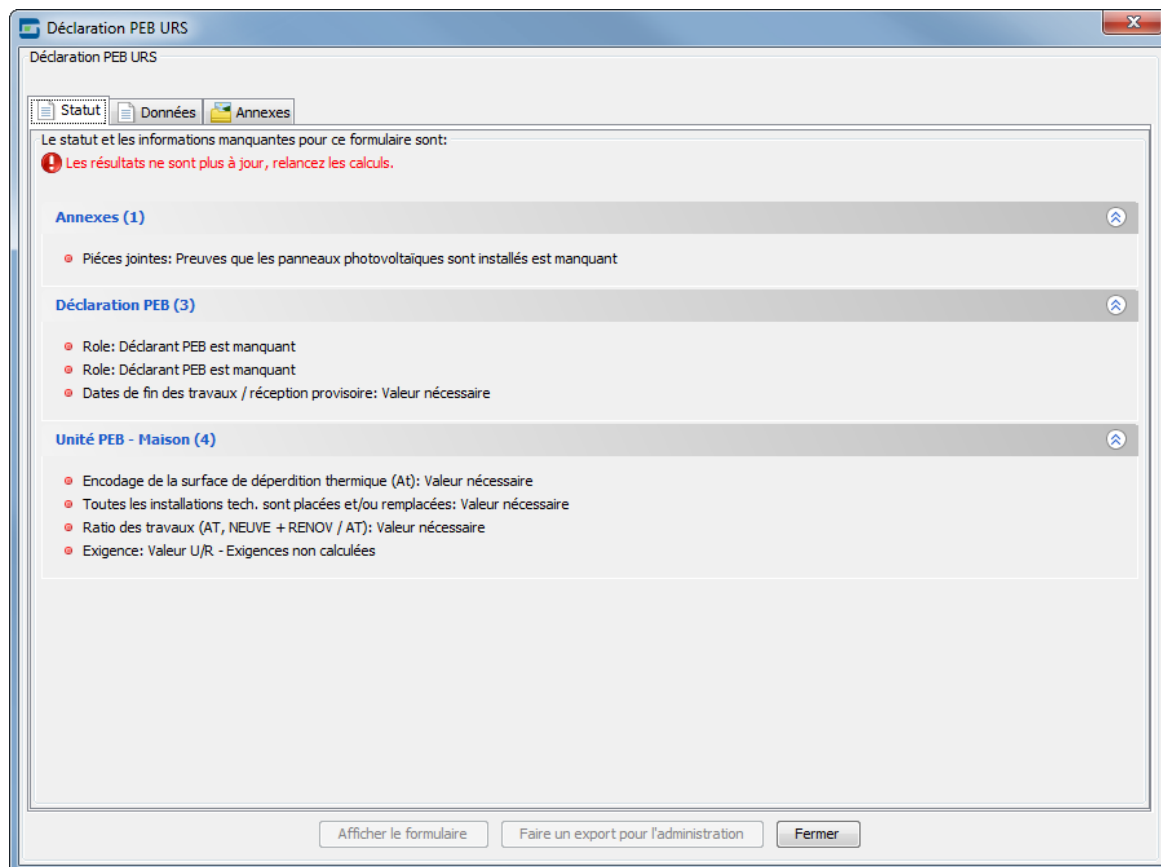 Déclaration PEB URS
Déclaration PEB URS
Statut Données Annexes
Le statut et les informations manquantes pour ce formulaire sont:
Les résultats ne sont plus à jour, relancez les calculs.
Annexes (1)
Piéces jointes: Preuves que les panneaux photovoltaïques sont installés est manquant
Déclaration PEB (3)
Role: Déclarant PEB est manquant
Role: Déclarant PEB est manquant
Dates de fin des travaux / réception provisoire: Valeur nécessaire
Unité PEB - Maison (4)
Encodage de la surface de déperdition thermique (At): Valeur nécessaire
Toutes les installations tech. sont placées et/ou remplacées: Valeur nécessaire
Ratio des travaux (AT, NEUVE + RENOV / AT): Valeur nécessaire
Exigence: Valeur U/R - Exigences non calculées
Afficher le formulaire Faire un export pour l'administration Fermer